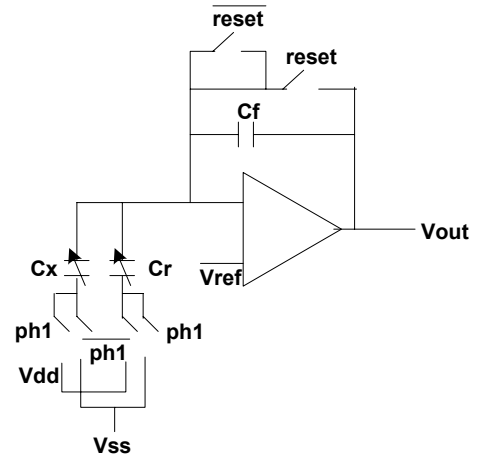 reset
reset
Cf
Vout
Vref
Cx
Cr
ph1
ph1
ph1
Vdd
Vss